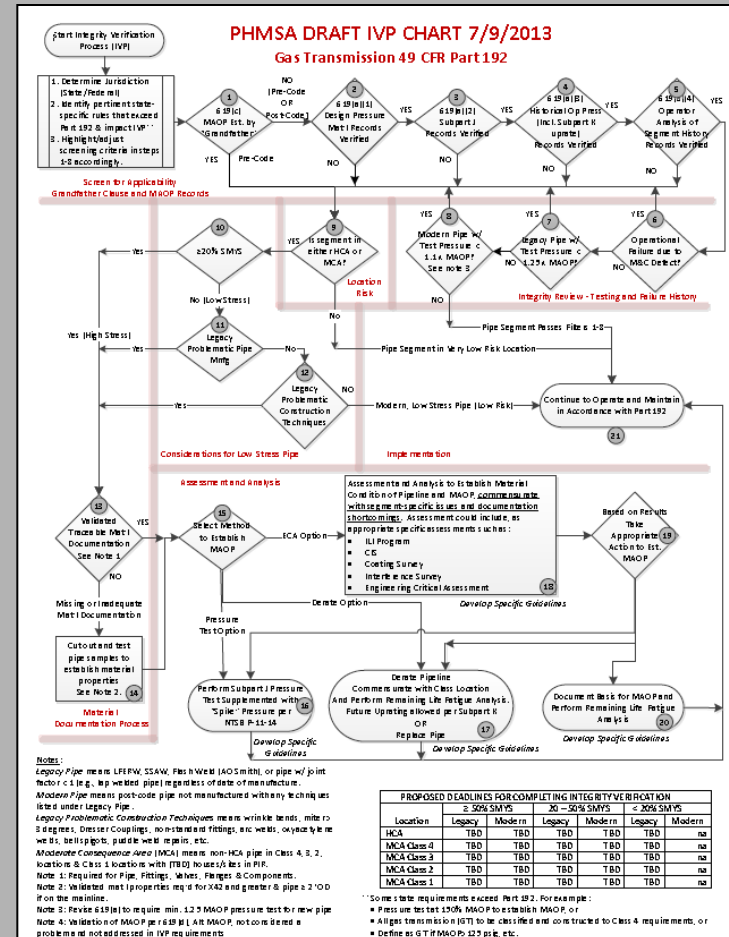 PHMSA DRAFT IVP CHART 7/9/2013
Gas Transmission 49 CFR Part 192
Start Integrity Verification
Process (IVP)
1. Determine Jurisdiction
(State/Federal)
2. Identify pertinent state-
specific rules that exceed
Part 192 & impact IVP**
3. Highlight/adjust
screening criteria in steps
1-8 accordingly.
1
619(c)
MAOP Est. by
"Grandfather"
NO
(Pre-Code
OR
Post-Code)
YES
Pre-Code
2
619(a)(1)
Design Pressure
Mat'l Records
Verified
YES
NO
3
619(a)(2)
Subpart J
Records Verified
YES
NO
4
619(a)(3)
Historical Op Press
(Incl. Subpart K
uprate)
Records Verified
YES
NO
5
619(a)(4)
Operator
Analysis of
Segment History
Records Verified
YES
NO
Screen for Applicability
Grandfather Clause and MAOP Records
10
≥20% SMYS
Yes
No (Low Stress)
9
Is segment in
either HCA or
MCA?
YES
No
Location
Risk
8
Modern Pipe w/
Test Pressure <
1.1x MAOP?
See note 3
YES
NO
7
Legacy Pipe w/
Test Pressure <
1.25x MAOP?
YES
NO
6
Operational
Failure due to
M&C Defect?
YES
NO
Integrity Review - Testing and Failure History
Yes (High Stress)
11
Legacy
Problematic Pipe
Mnfg
Yes
No
12
Legacy
Problematic
Construction
Techniques
Yes
NO
Pipe Segment Passes Filters 1-8
Pipe Segment in Very Low Risk Location
Modern, Low Stress Pipe (Low Risk)
Continue to Operate and Maintain
in Accordance with Part 192
21
Considerations for Low Stress Pipe
Implementation
Assessment and Analysis
13
Validated
Traceable Mat'l
Documentation
See Note 1
YES
NO
Missing or Inadequate
Mat'l Documentation
Cut out and test
pipe samples to
establish material
properties
See Note 2.
14
Material
Documentation Process
15
Select Method
to Establish
MAOP
ECA Option
Derate Option
Pressure
Test Option
Assessment and Analysis to Establish Material
Condition of Pipeline and MAOP, commensurate
with segment-specific issues and documentation
shortcomings. Assessment could include, as
appropriate specific assessments such as:
• ILI Program
• CIS
• Coating Survey
• Interference Survey
• Engineering Critical Assessment
18
Develop Specific Guidelines
Based on Results
Take
Appropriate
Action to Est.
MAOP
19
Perform Subpart J Pressure
Test Supplemented with
"Spike" Pressure per
NTSB P-11-14
16
Develop Specific
Guidelines
Derate Pipeline
Commensurate with Class Location
And Perform Remaining Life Fatigue Analysis.
Future Uprating allowed per Subpart K
OR
Replace Pipe
17
Develop Specific
Guidelines
Document Basis for MAOP and
Perform Remaining Life Fatigue
Analysis
20
Develop Specific
Guidelines
Notes:
Legacy Pipe means LFERW, SSAW, Flash Weld (AO Smith), or pipe w/ joint
factor < 1 (e.g., lap welded pipe) regardless of date of manufacture.
Modern Pipe means post-code pipe not manufactured with any techniques
listed under Legacy Pipe.
Legacy Problematic Construction Techniques means wrinkle bends, miter >
3 degrees, Dresser Couplings, non-standard fittings, arc welds, oxyacetylene
welds, bell spigots, puddle weld repairs, etc.
Moderate Consequence Area (MCA) means non-HCA pipe in Class 4, 3, 2,
locations & Class 1 locations with (TBD) houses/sites in PIR.
Note 1: Required for Pipe, Fittings, Valves, Flanges & Components.
Note 2: Validated mat'l properties req'd for X42 and greater & pipe ≥ 2" OD
if on the mainline.
Note 3: Revise 619(a) to require min. 1.25 MAOP pressure test for new pipe
Note 4: Validation of MAOP per 619(d), Alt MAOP, not considered a
problem and not addressed in IVP requirements
PROPOSED DEADLINES FOR COMPLETING INTEGRITY VERIFICATION
≥ 50% SMYS 20 – 50% SMYS < 20% SMYS
Location Legacy Modern Legacy Modern Legacy Modern
HCA TBD TBD TBD TBD TBD na
MCA Class 4 TBD TBD TBD TBD TBD na
MCA Class 3 TBD TBD TBD TBD TBD na
MCA Class 2 TBD TBD TBD TBD TBD na
MCA Class 1 TBD TBD TBD TBD TBD na
**Some state requirements exceed Part 192. For example:
• Pressure test at 150% MAOP to establish MAOP, or
• All gas transmission (GT) to be classified and constructed to Class 4 requirements, or
• Define as GT if MAOP > 125 psig, etc.